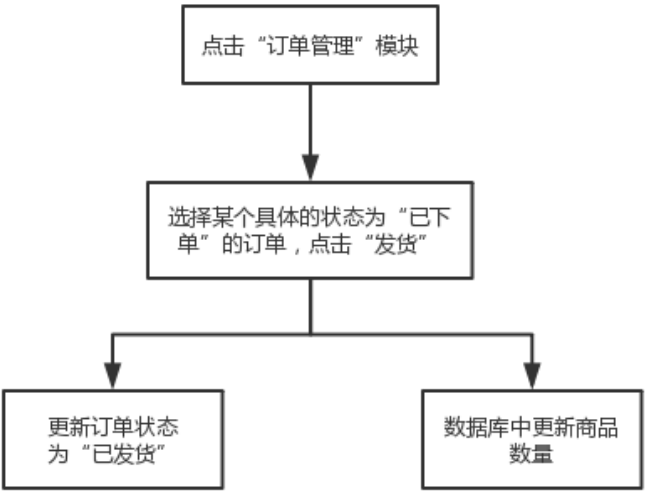 点击“订单管理”模块
选择某个具体的状态为“已下
单”的订单，点击“发货”
更新订单状态
为“已发货”
数据库中更新商品
数量